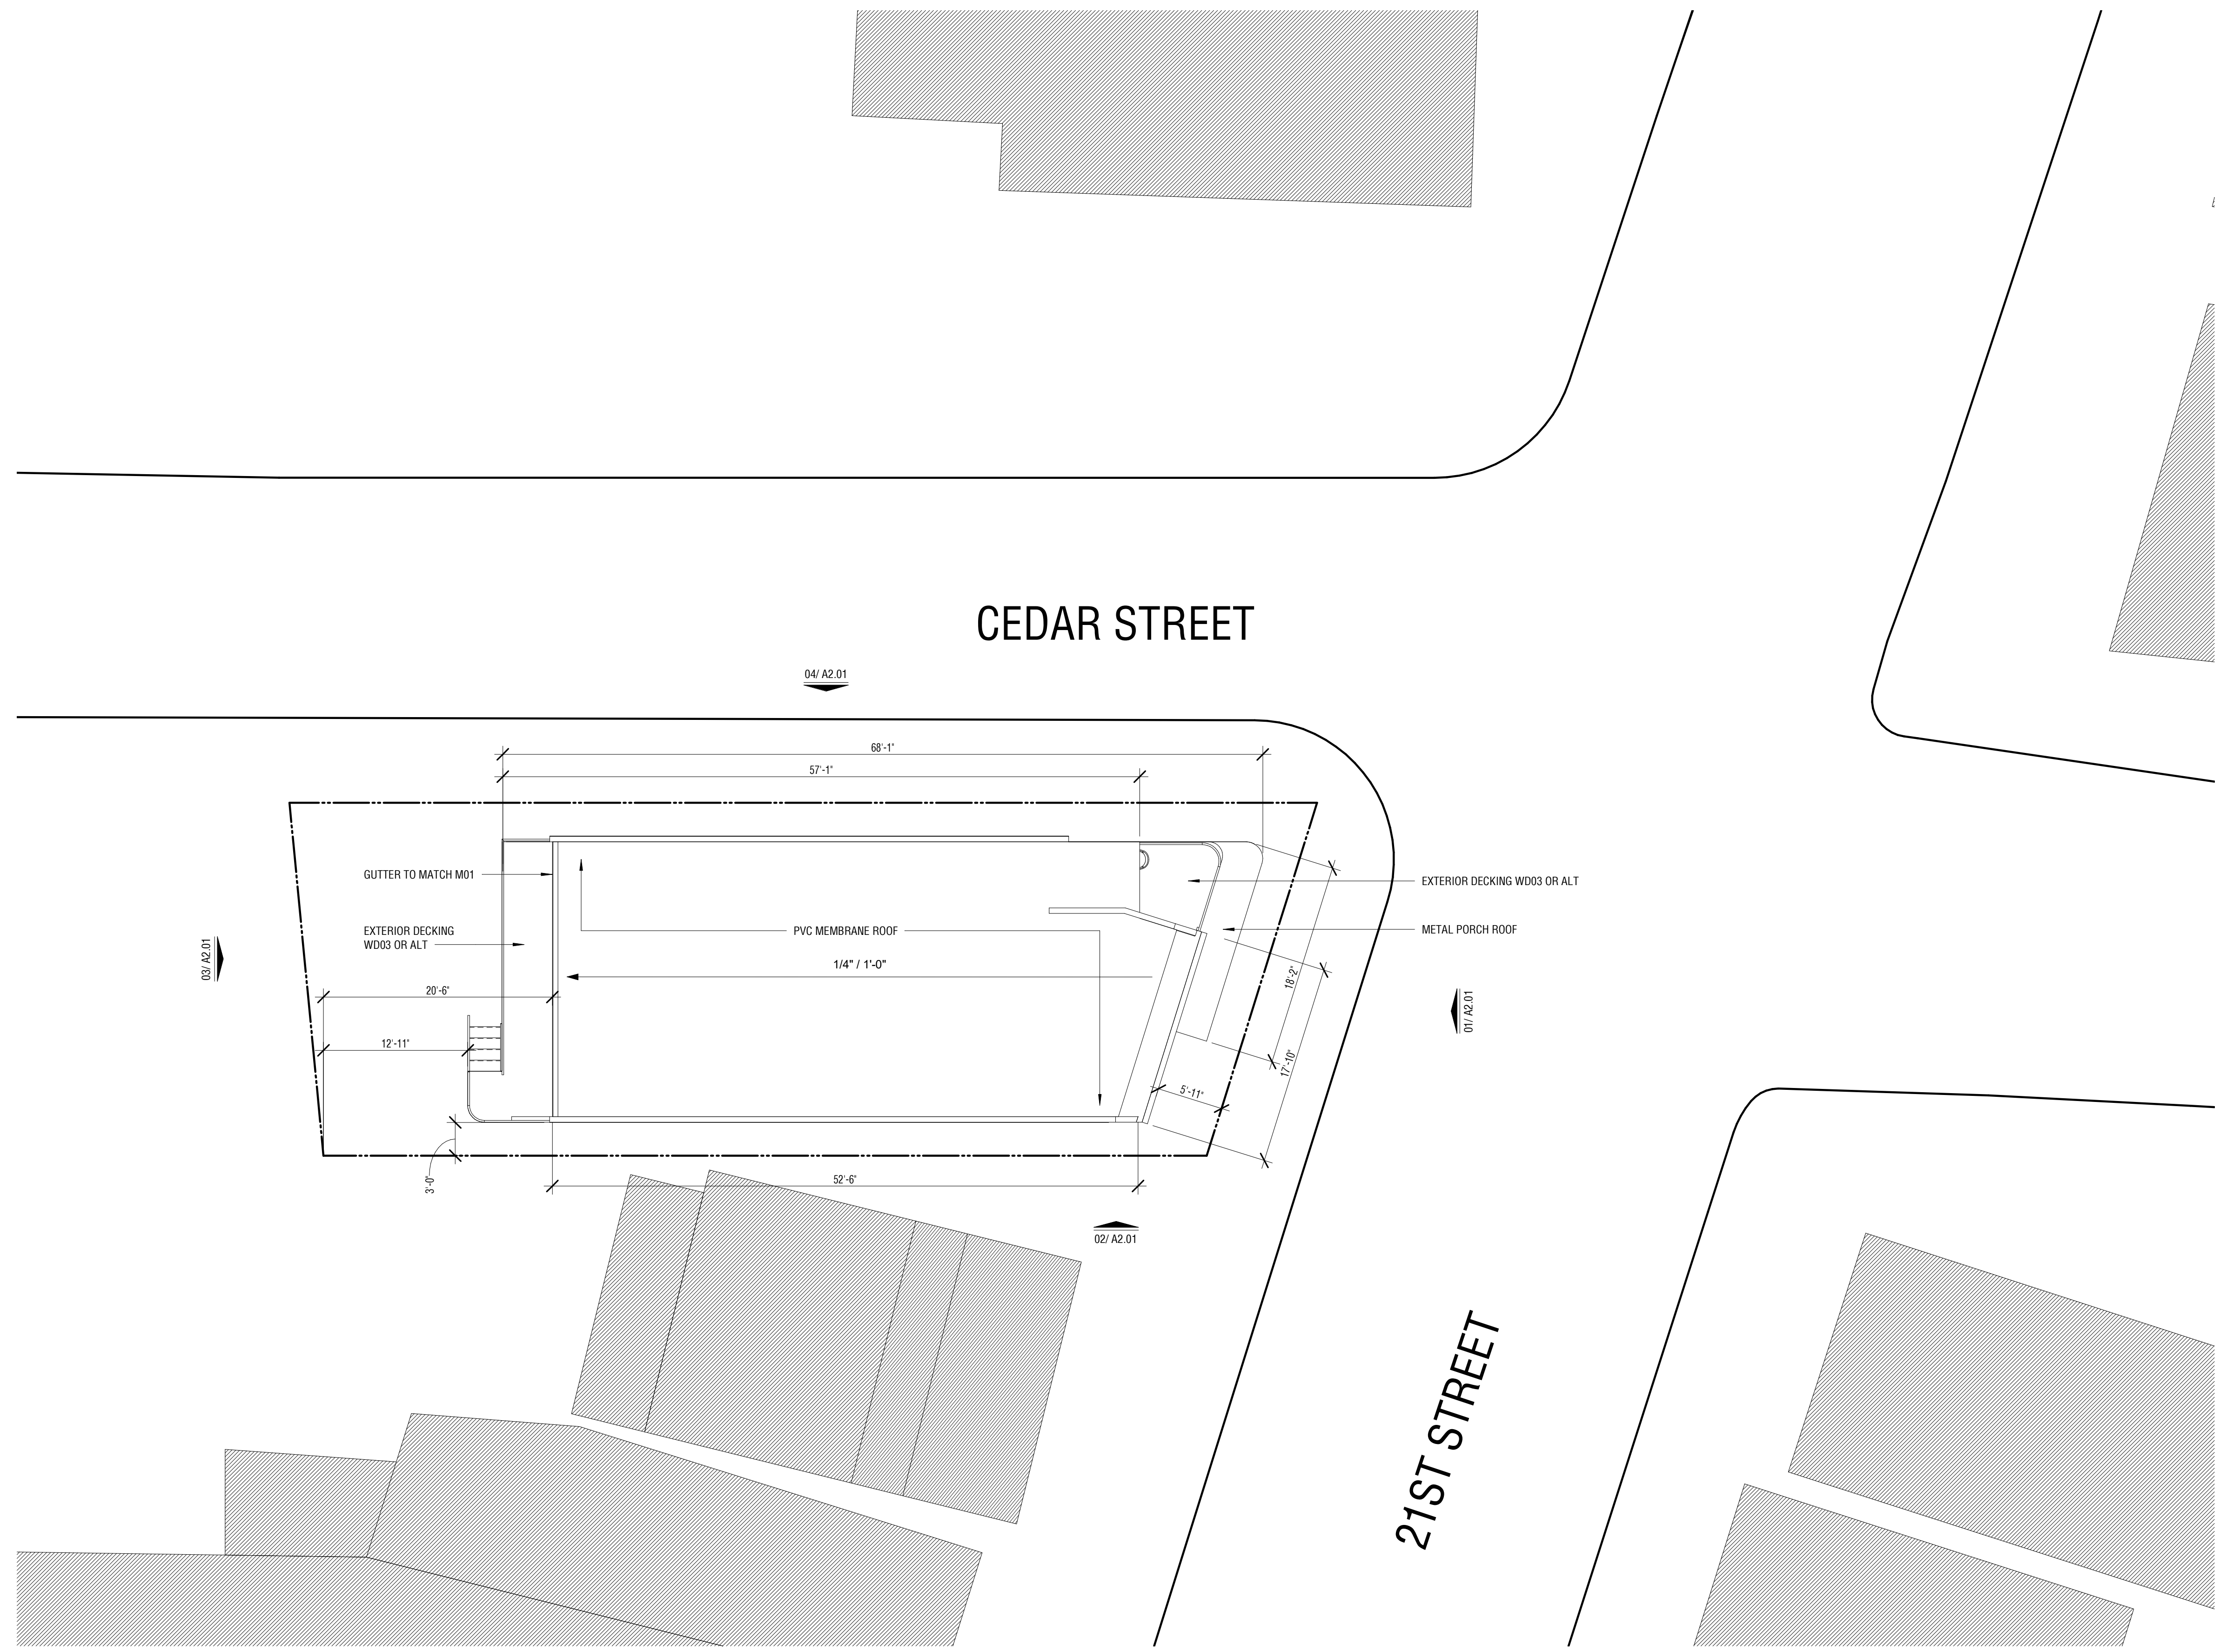 CEDAR STREET
04/ A2.01
68'-1"
57'-1"
GUTTER TO MATCH M01
EXTERIOR DECKING WD03 OR ALT
EXTERIOR DECKING
WD03 OR ALT
PVC MEMBRANE ROOF
METAL PORCH ROOF
03/ A2.01
1/4" / 1'-0"
18'-2"
20'-6"
01/ A2.01
12'-11"
17'-10"
5'-11"
3'-0"
52'-6"
02/ A2.01
21ST STREET